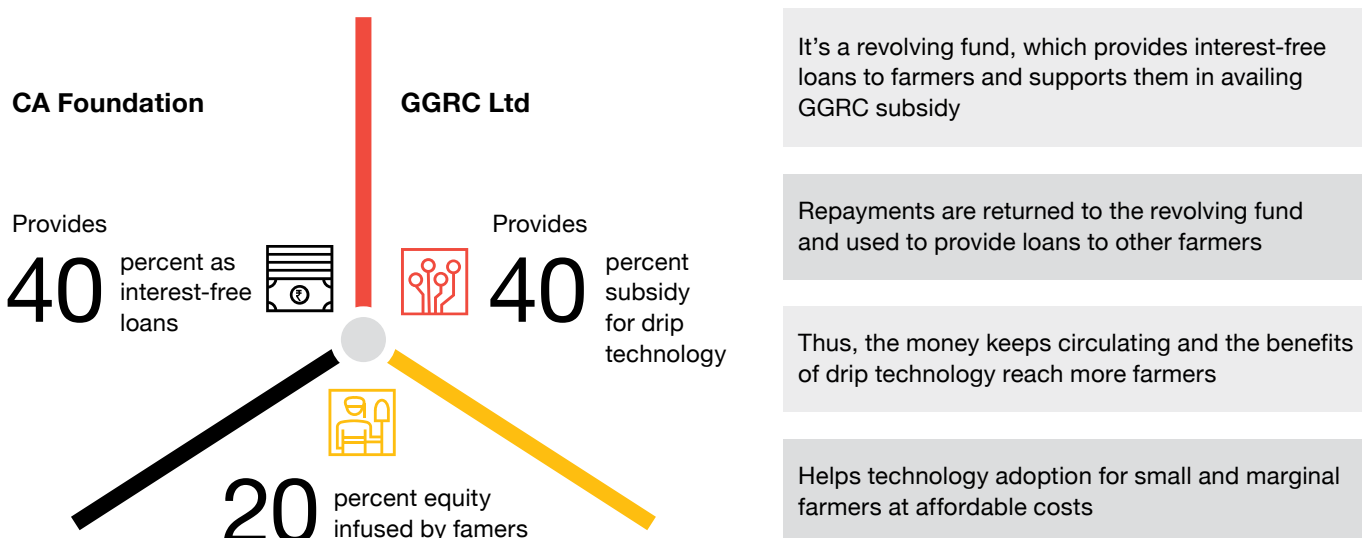 CA Foundation
Provides
40
percent as
interest-free
loans
GGRC Ltd
Provides
40
percent
subsidy
for drip
technology
20
percent equity
infused by famers
It’s a revolving fund, which provides interest-free
loans to farmers and supports them in availing
GGRC subsidy
Repayments are returned to the revolving fund
and used to provide loans to other farmers
Thus, the money keeps circulating and the benefits
of drip technology reach more farmers
Helps technology adoption for small and marginal
farmers at affordable costs